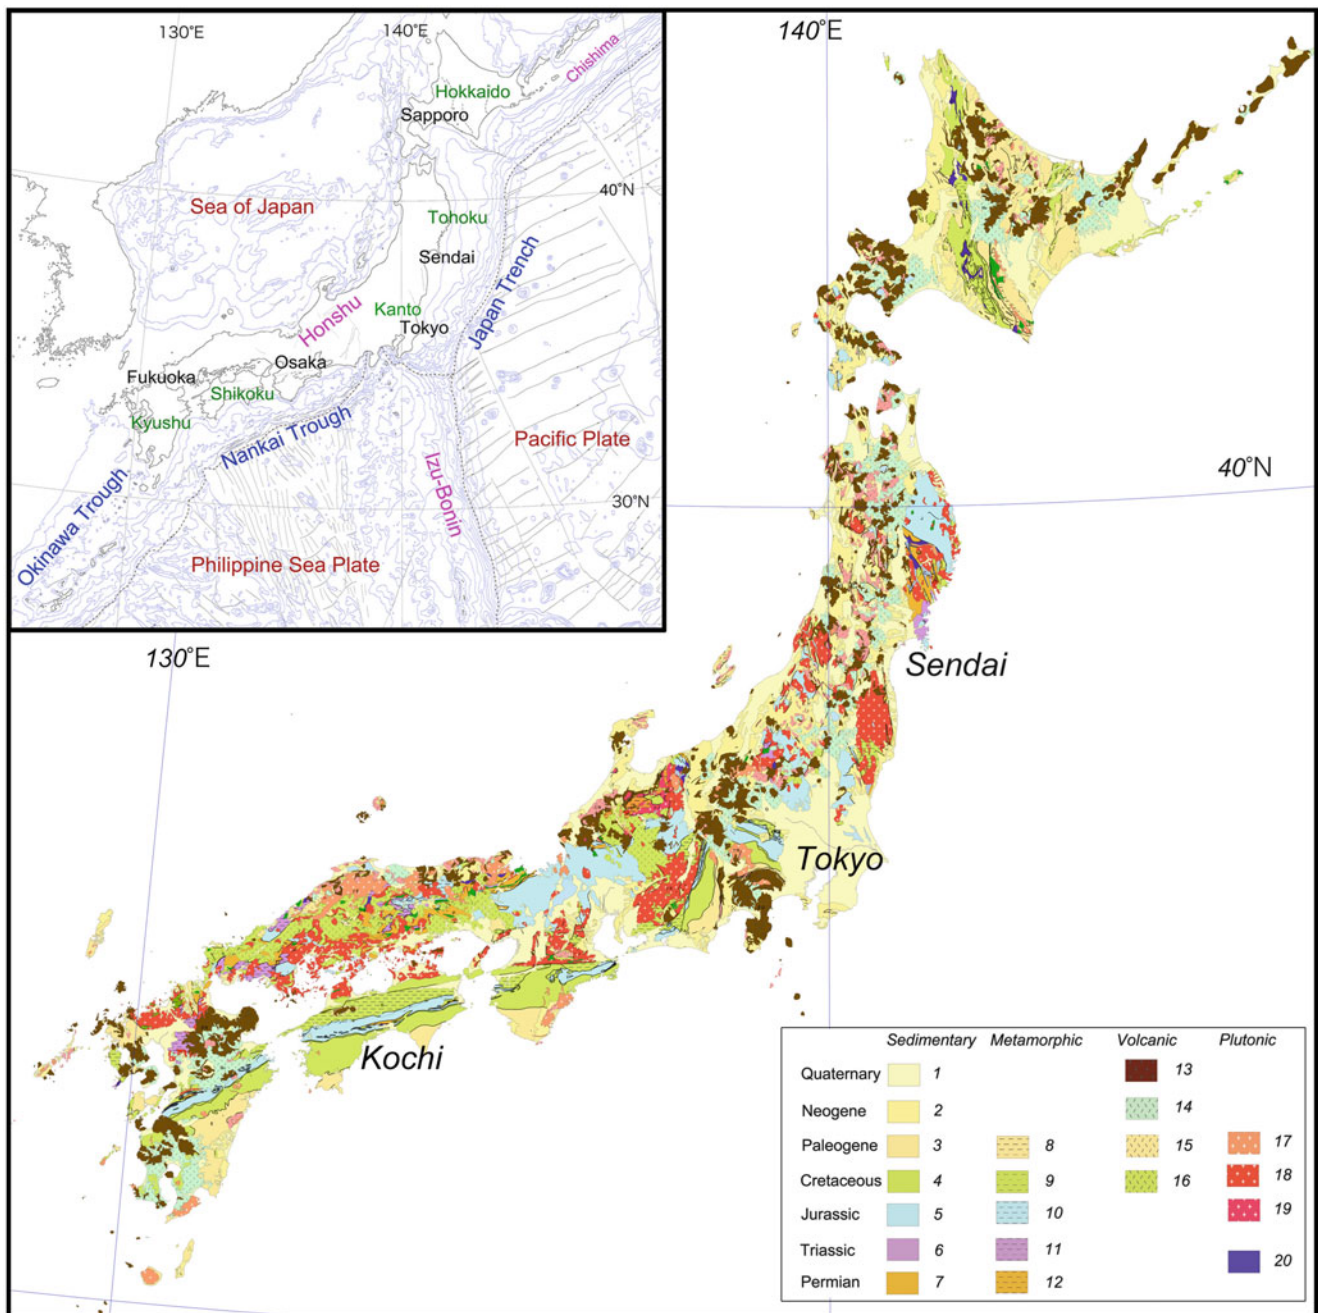 130°E
140°E
Chishima
Hokkaido
Sapporo
40°N
Sea of Japan
Tohoku
Sendai
Japan Trench
Honshu
Kanto
Tokyo
Osaka
Fukuoka
Shikoku
Kyushu
Nankai Trough
Pacific Plate
Izu-Bonin
30°N
Okinawa Trough
Philippine Sea Plate
140°E
40°N
130°E
Sendai
Tokyo
Kochi
Sedimentary Metamorphic Volcanic Plutonic
Quaternary 1 13
Neogene 2 14
Paleogene 3 8 15 17
Cretaceous 4 9 16 18
Jurassic 5 10 19
Triassic 6 11 20
Permian 7 12